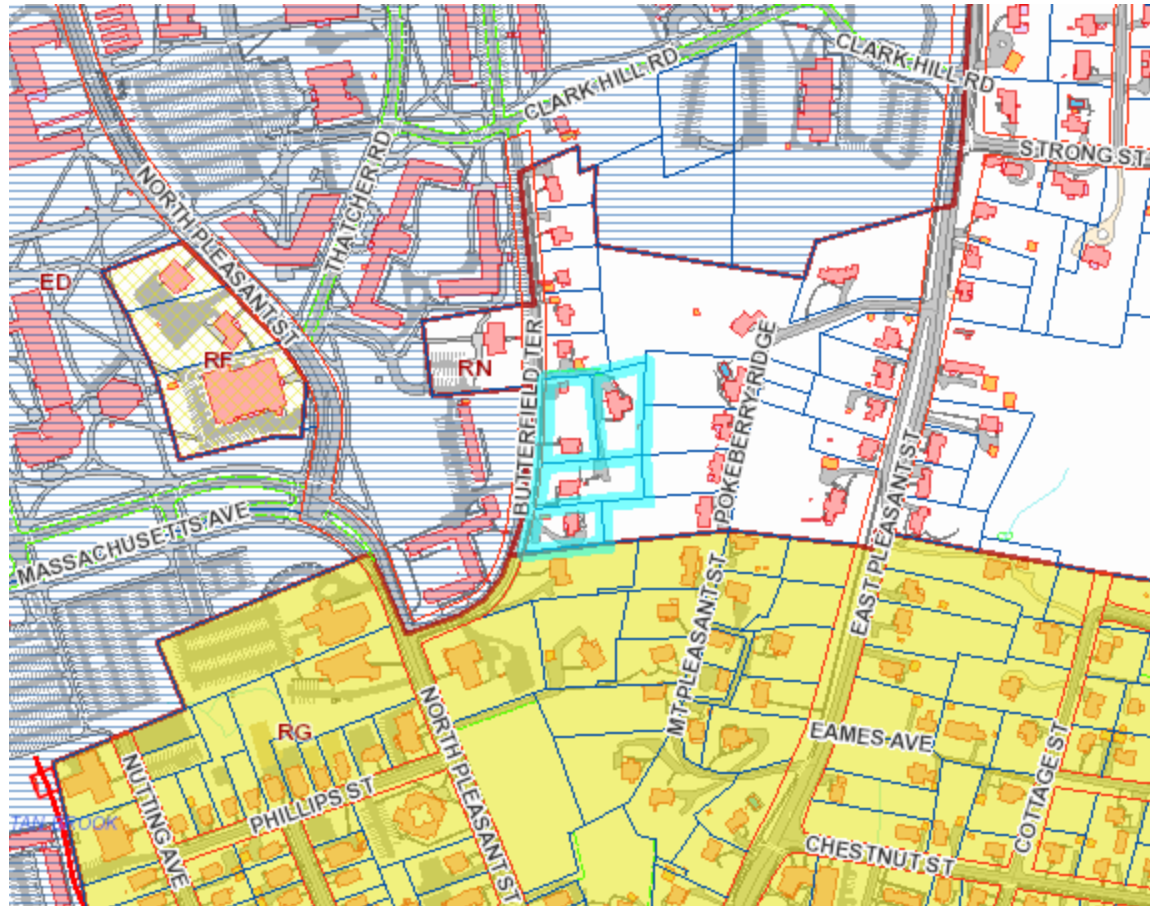 CLARK HILL RD
CLARK HILL RD
STRONG ST
NORTH PLEASANT ST
THATCHER RD
ED
RF
RN
BUTTERFIELD TER
POKEBERRY RIDGE
MASSACHUSETTS AVE
EAST PLEASANT ST
MT PLEASANT ST
RG
NORTH PLEASANT ST
EAMES AVE
NUTTING AVE
PHILLIPS ST
COTTAGE ST
CHESTNUT ST